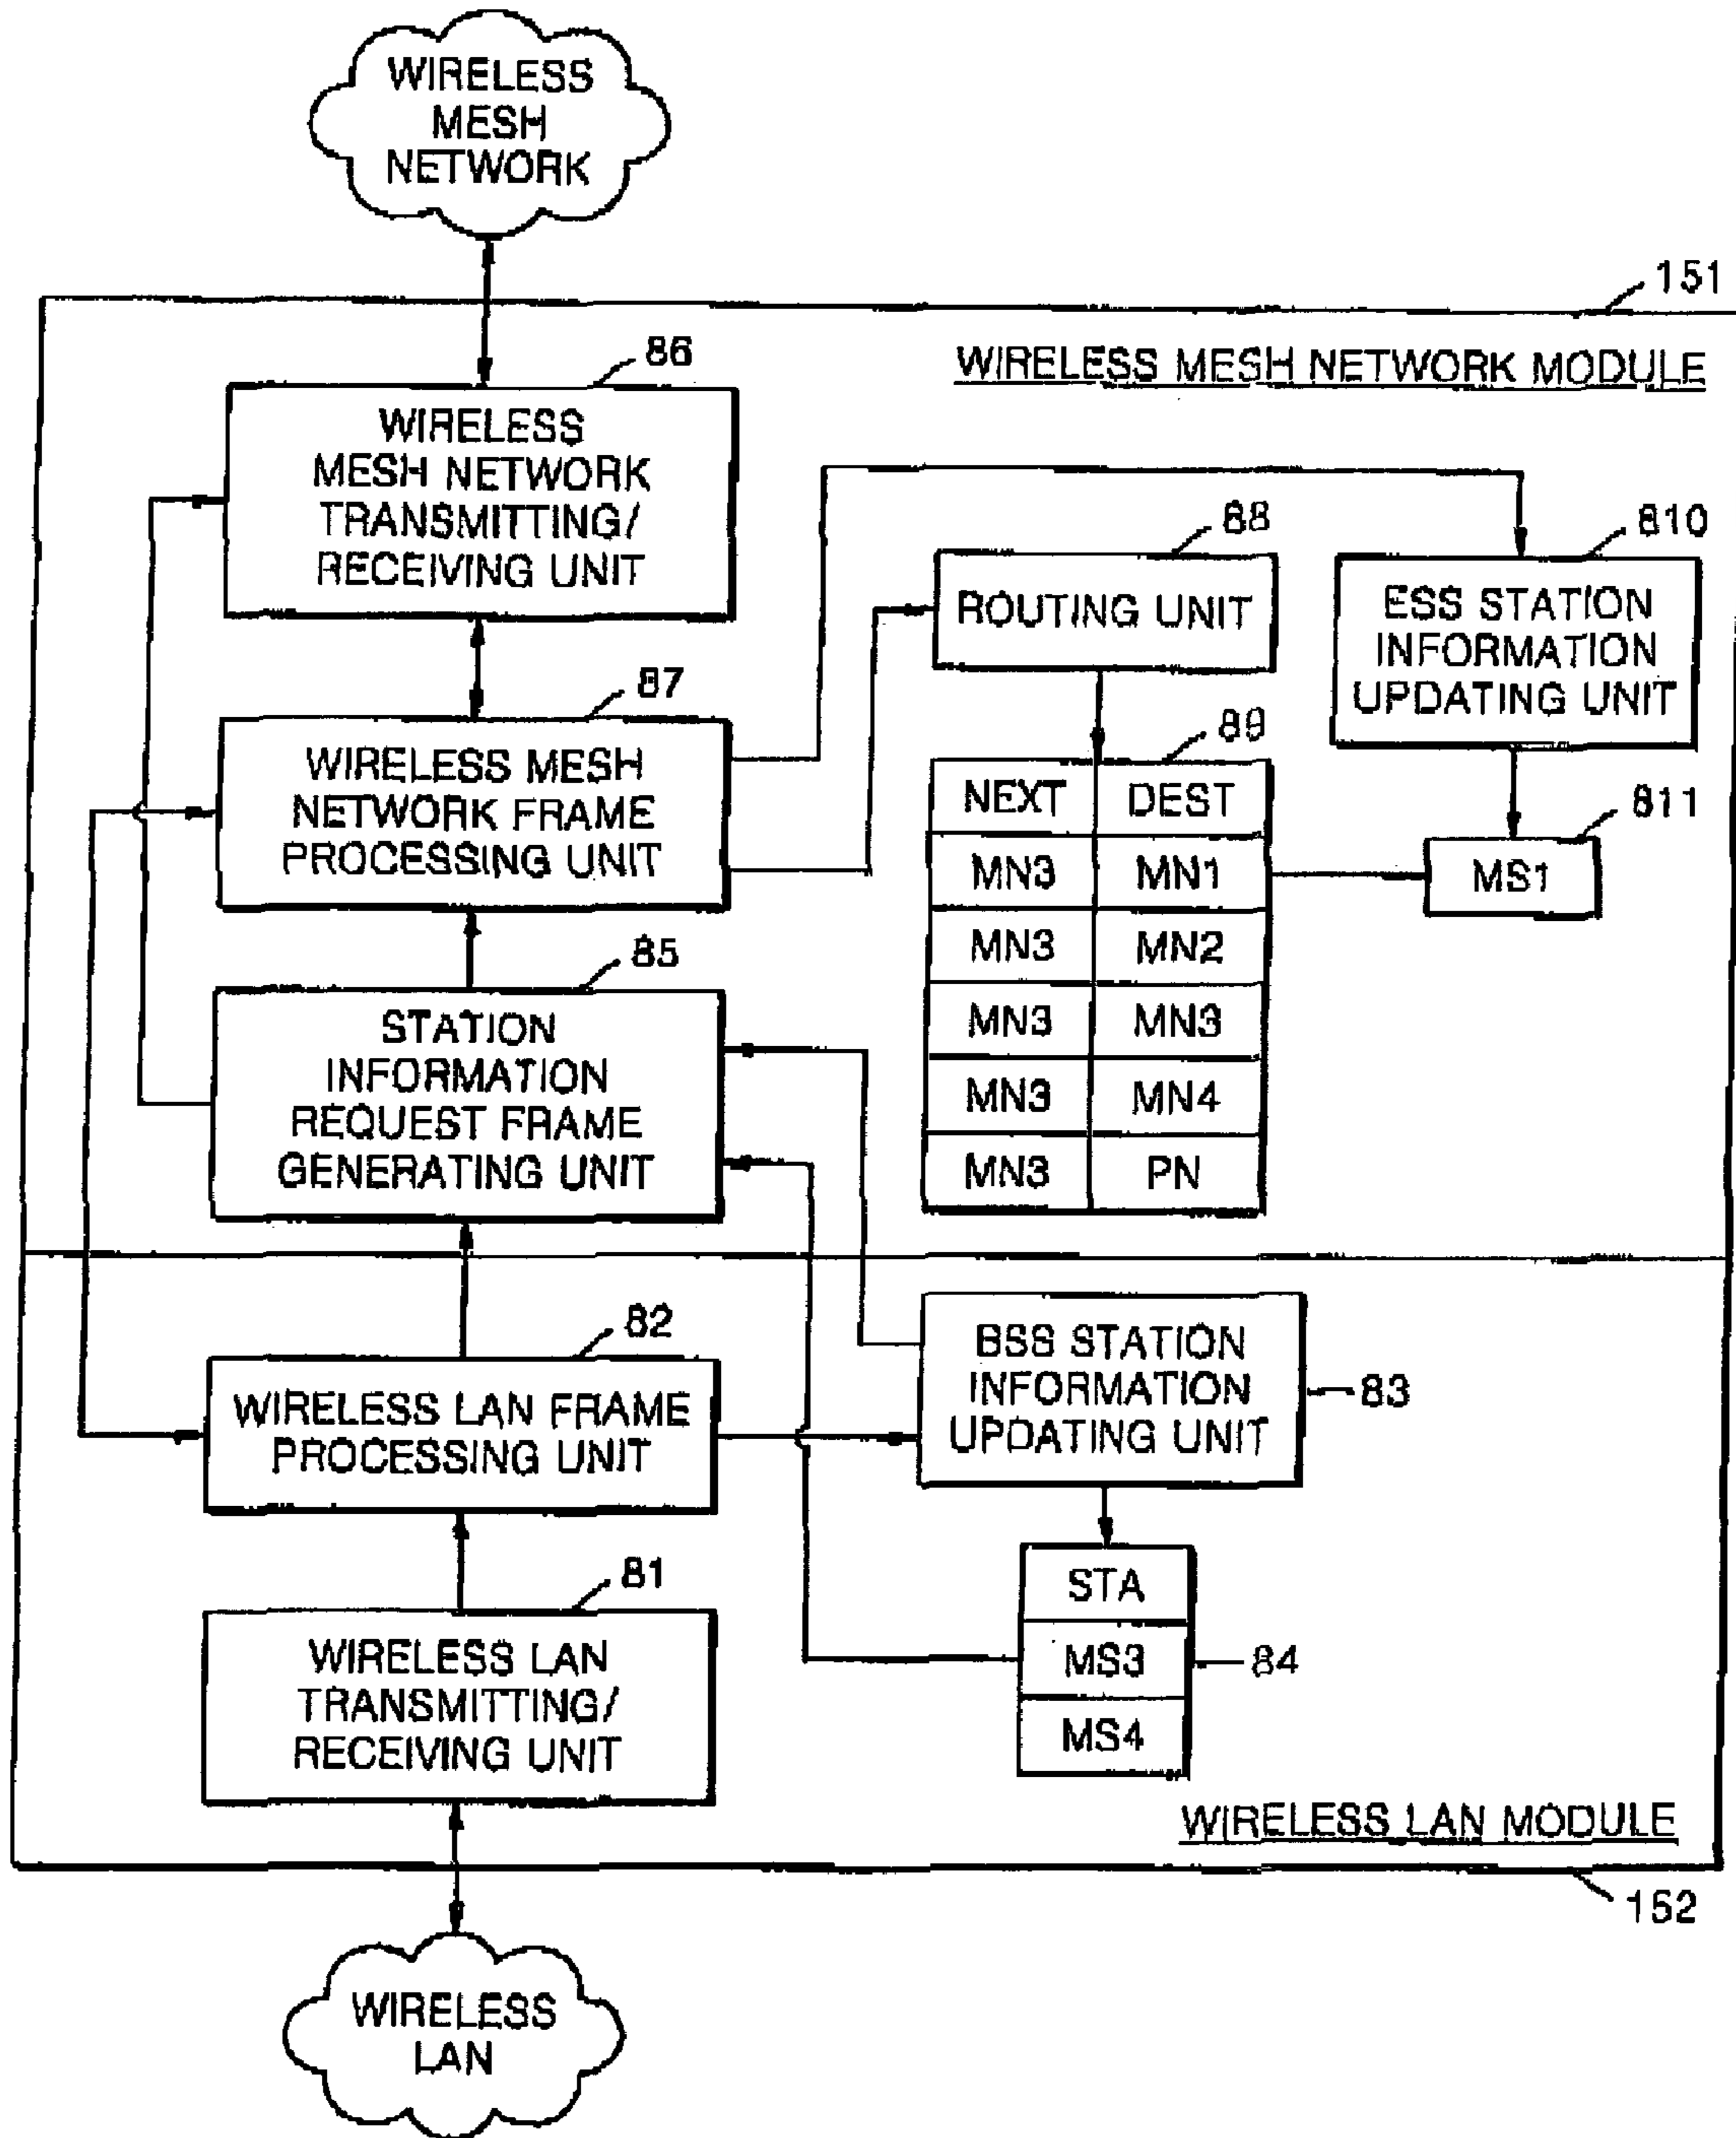 WIRELESS
MESH
NETWORK
151
WIRELESS MESH NETWORK MODULE
86
WIRELESS
MESH NETWORK
TRANSMITTING/
RECEIVING UNIT
88
ROUTING UNIT
810
ESS STATION
INFORMATION
UPDATING UNIT
87
WIRELESS MESH
NETWORK FRAME
PROCESSING UNIT
89
NEXT DEST
MN3 MN1
MN3 MN2
MN3 MN3
MN3 MN4
MN3 PN
811
MS1
85
STATION
INFORMATION
REQUEST FRAME
GENERATING UNIT
82
WIRELESS LAN FRAME
PROCESSING UNIT
BSS STATION
INFORMATION
UPDATING UNIT
83
81
WIRELESS LAN
TRANSMITTING/
RECEIVING UNIT
STA
MS3
MS4
84
WIRELESS LAN MODULE
152
WIRELESS
LAN